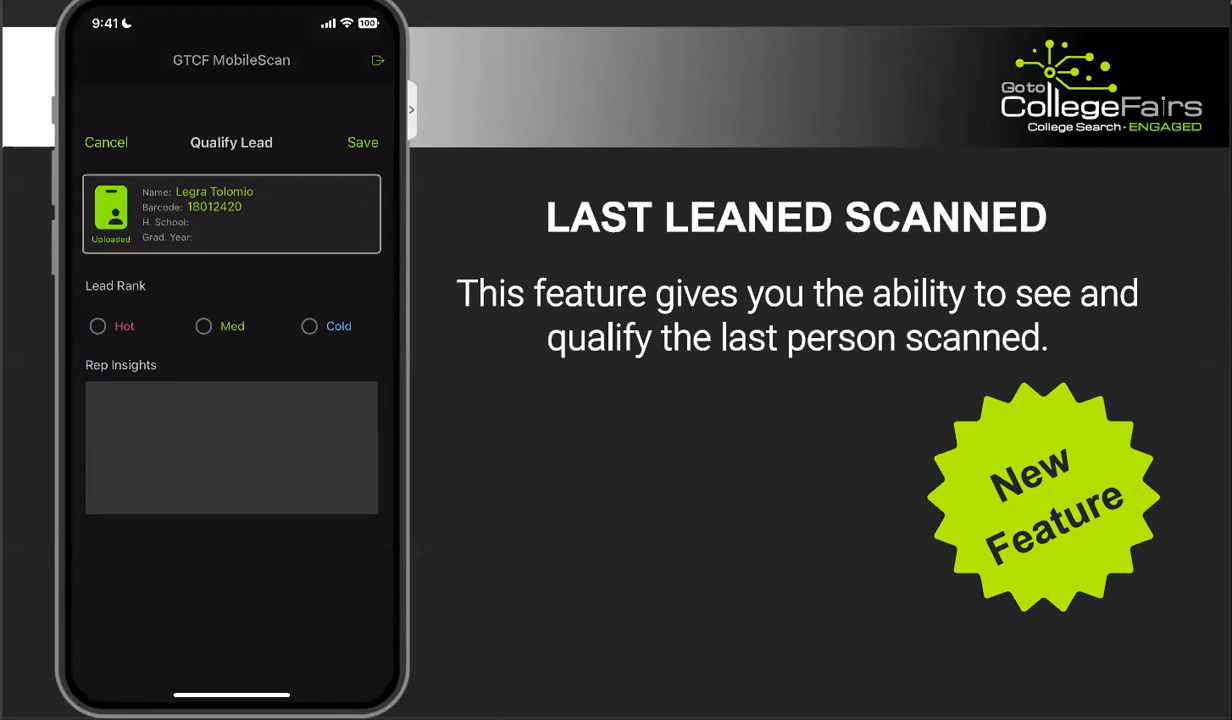 9:41
100
GTCF MobileScan
Cancel
Qualify Lead
Save
Name: Legra Tolomio
Barcode: 18012420
H. School:
Grad. Year:
Uploaded
Lead Rank
Hot
Med
Cold
Rep Insights
Go to
CollegeFairs
College Search · ENGAGED
LAST LEANED SCANNED
This feature gives you the ability to see and
qualify the last person scanned.
New
Feature